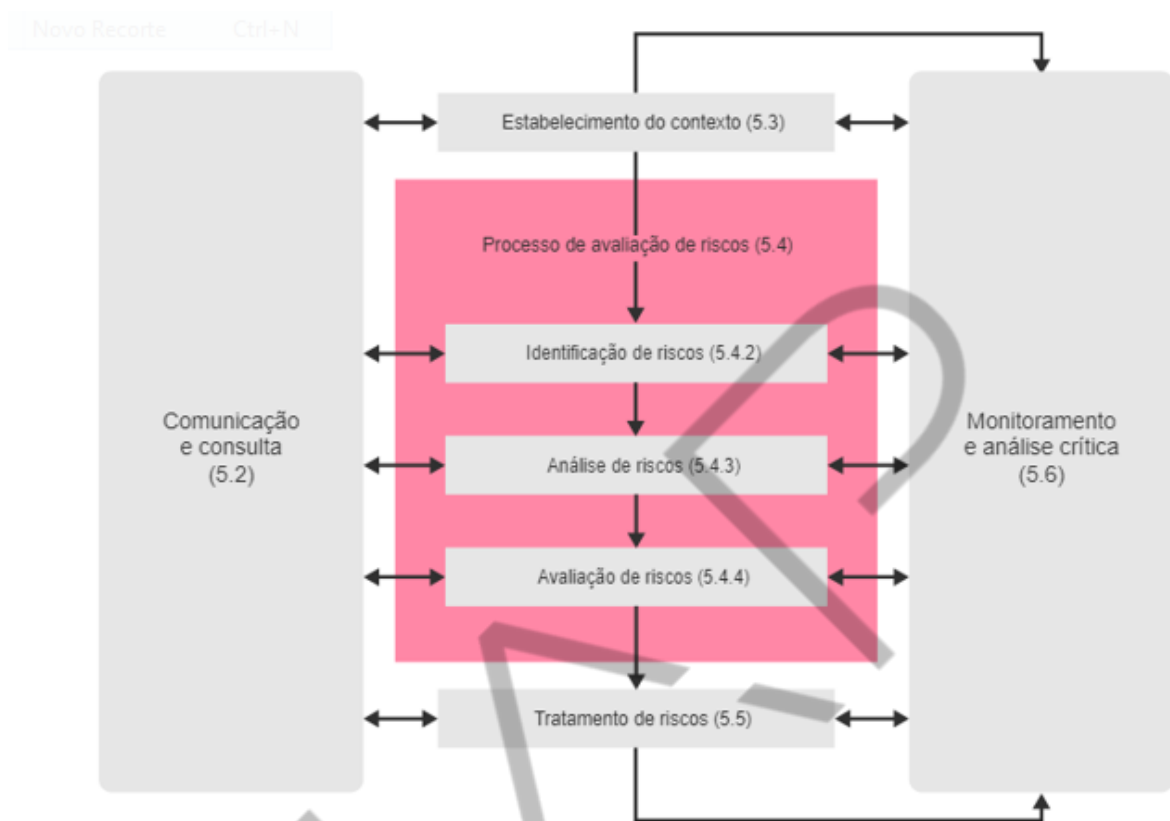 Novo Recorte Ctrl+N
Estabelecimento do contexto (5.3)
Processo de avaliação de riscos (5.4)
Identificação de riscos (5.4.2)
Análise de riscos (5.4.3)
Avaliação de riscos (5.4.4)
Tratamento de riscos (5.5)
Comunicação
e consulta
(5.2)
Monitoramento
e análise crítica
(5.6)